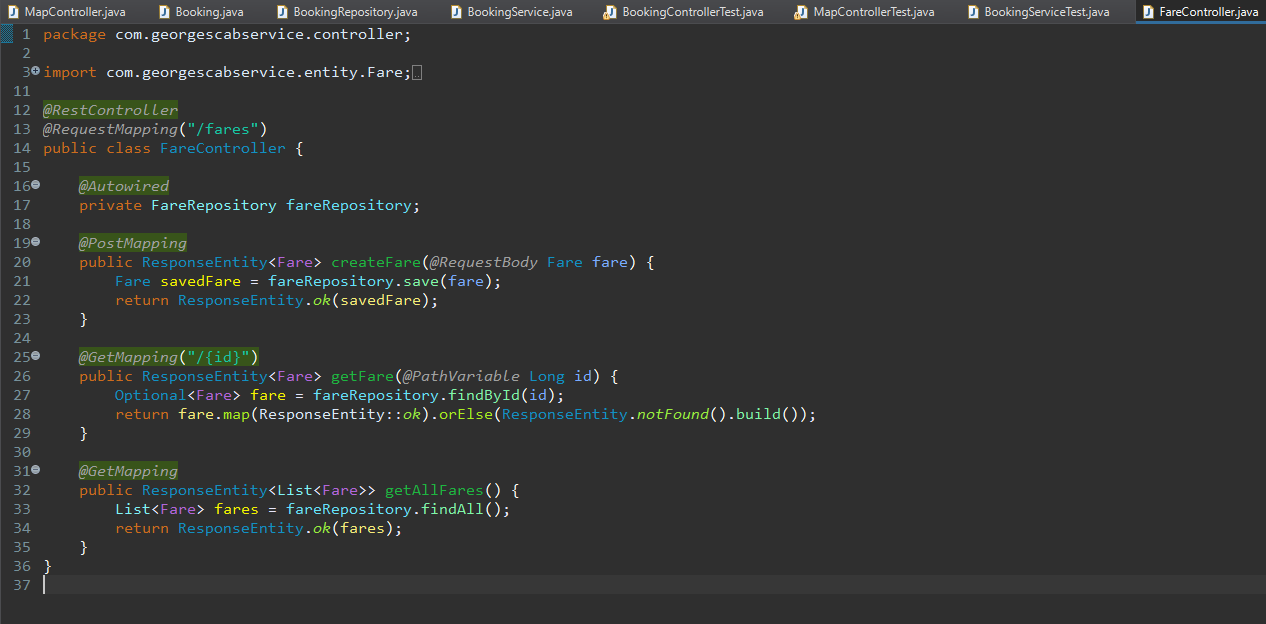 MapController.java Booking.java BookingRepository.java BookingService.java BookingControllerTest.java MapControllerTest.java BookingServiceTest.java FareController.java
1 package com.georgescabservice.controller;
2
3 import com.georgescabservice.entity.Fare;
11
12 @RestController
13 @RequestMapping("/fares")
14 public class FareController {
15
16     @Autowired
17     private FareRepository fareRepository;
18
19     @PostMapping
20     public ResponseEntity<Fare> createFare(@RequestBody Fare fare) {
21         Fare savedFare = fareRepository.save(fare);
22         return ResponseEntity.ok(savedFare);
23     }
24
25     @GetMapping("/{id}")
26     public ResponseEntity<Fare> getFare(@PathVariable Long id) {
27         Optional<Fare> fare = fareRepository.findById(id);
28         return fare.map(ResponseEntity::ok).orElse(ResponseEntity.notFound().build());
29     }
30
31     @GetMapping
32     public ResponseEntity<List<Fare>> getAllFares() {
33         List<Fare> fares = fareRepository.findAll();
34         return ResponseEntity.ok(fares);
35     }
36 }
37